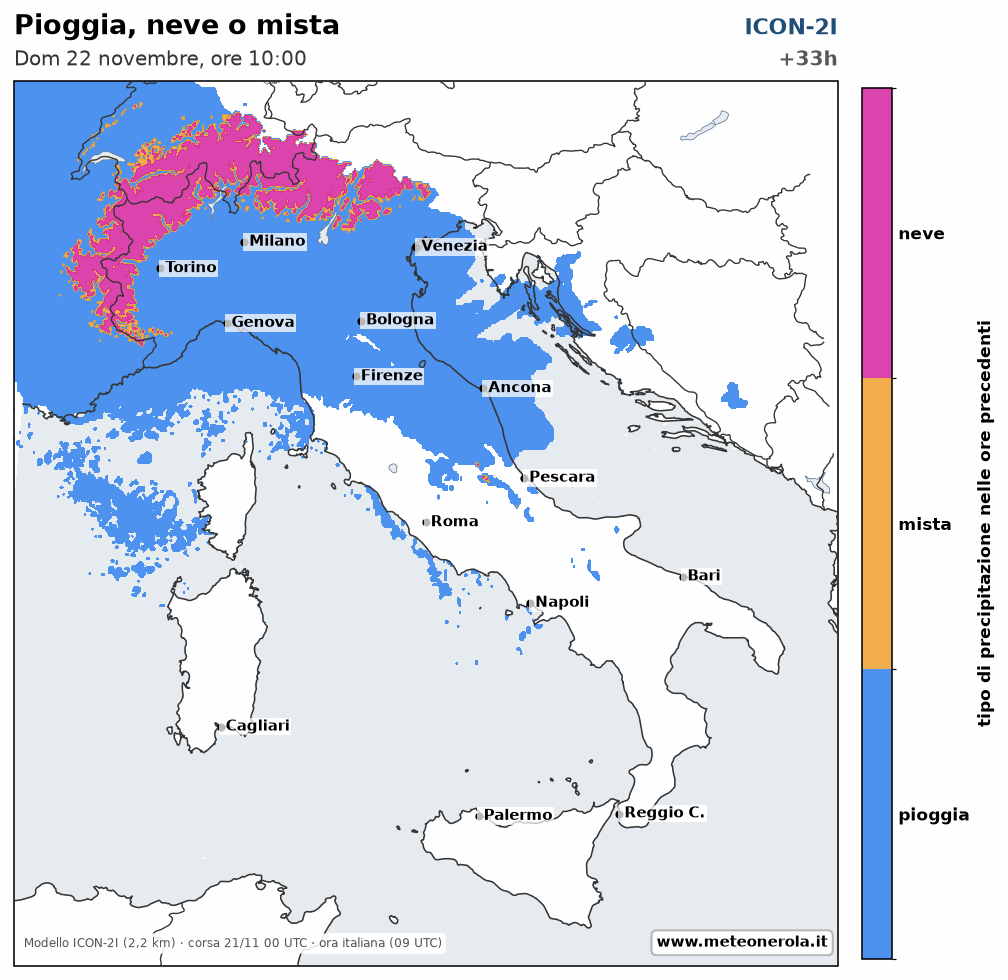 Pioggia, neve o mista
ICON-2I
Dom 22 novembre, ore 10:00
+33h
neve
Milano
Venezia
Torino
Genova
Bologna
Firenze
Ancona
Pescara
Roma
mista
Bari
Napoli
Cagliari
Palermo
Reggio C.
pioggia
tipo di precipitazione nelle ore precedenti
Modello ICON-2I (2,2 km) · corsa 21/11 00 UTC · ora italiana (09 UTC)
www.meteonerola.it